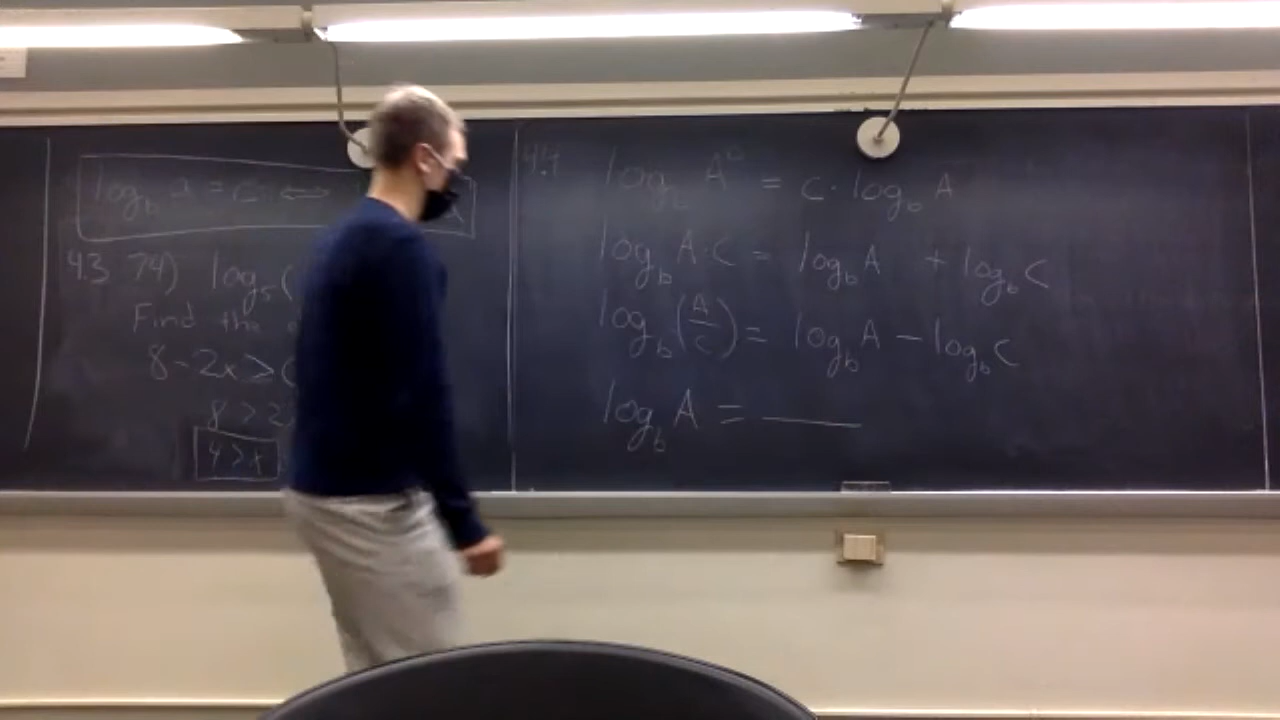 log_b a = c ⟺
4.3 74) log_5 (
Find the
8 - 2x >
8 > 2
4 > x
4.4 log_b A^c = c · log_b A
log_b A·C = log_b A + log_b C
log_b (A/C) = log_b A - log_b C
log_b A = ____